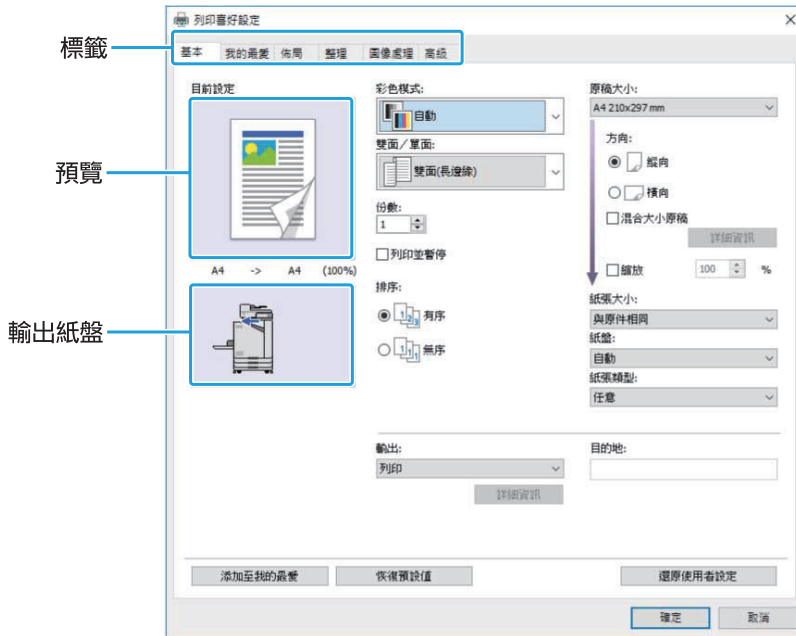 列印喜好設定
標籤
基本 我的最愛 佈局 整理 圖像處理 高級
目前設定
預覽
A4 -> A4 (100%)
輸出紙盤
彩色模式:
自動
雙面/單面:
雙面(長邊緣)
份數:
1
列印並暫停
排序:
有序
無序
原稿大小:
A4 210x297 mm
方向:
縱向
橫向
混合大小原稿
詳細資訊
縮放 100 %
紙張大小:
與原件相同
紙盤:
自動
紙張類型:
任意
輸出:
列印
詳細資訊
目的地:
添加至我的最愛 恢復預設值 還原使用者設定
確定 取消